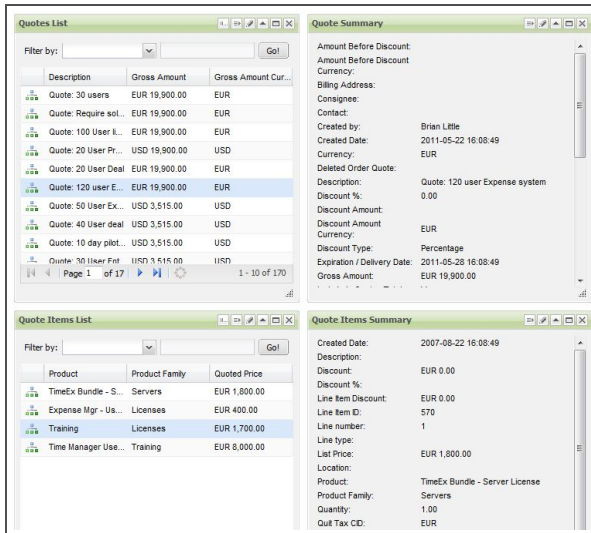 Quotes List
Filter by:
Go!
Description Gross Amount Gross Amount Cur...
Quote: 30 users EUR 19,900.00 EUR
Quote: Require sol... EUR 19,900.00 EUR
Quote: 100 User li... EUR 19,900.00 EUR
Quote: 20 User Pr... USD 19,900.00 USD
Quote: 20 User Deal EUR 19,900.00 EUR
Quote: 120 user E... EUR 19,900.00 EUR
Quote: 50 User Ex... USD 3,515.00 USD
Quote: 40 User deal USD 3,515.00 USD
Quote: 10 day pilot... USD 3,515.00 USD
Quote: 30 User Ent... USD 3,515.00 USD
Page 1 of 17 1 - 10 of 170
Quote Summary
Amount Before Discount:
Amount Before Discount
Currency:
Billing Address:
Consignee:
Contact:
Created by: Brian Little
Created Date: 2011-05-22 16:08:49
Currency: EUR
Deleted Order Quote:
Description: Quote: 120 user Expense system
Discount %: 0.00
Discount Amount:
Discount Amount
Currency: EUR
Discount Type: Percentage
Expiration / Delivery Date: 2011-05-28 16:08:49
Gross Amount: EUR 19,900.00
Quote Items List
Filter by:
Go!
Product Product Family Quoted Price
TimeEx Bundle - S... Servers EUR 1,800.00
Expense Mgr - Us... Licenses EUR 400.00
Training Licenses EUR 1,700.00
Time Manager Use... Training EUR 8,000.00
Quote Items Summary
Created Date: 2007-08-22 16:08:49
Description:
Discount: EUR 0.00
Discount %:
Line Item Discount: EUR 0.00
Line Item ID: 570
Line number: 1
Line type:
List Price: EUR 1,800.00
Location:
Product: TimeEx Bundle - Server License
Product Family: Servers
Quantity: 1.00
Quit Tax CID: EUR